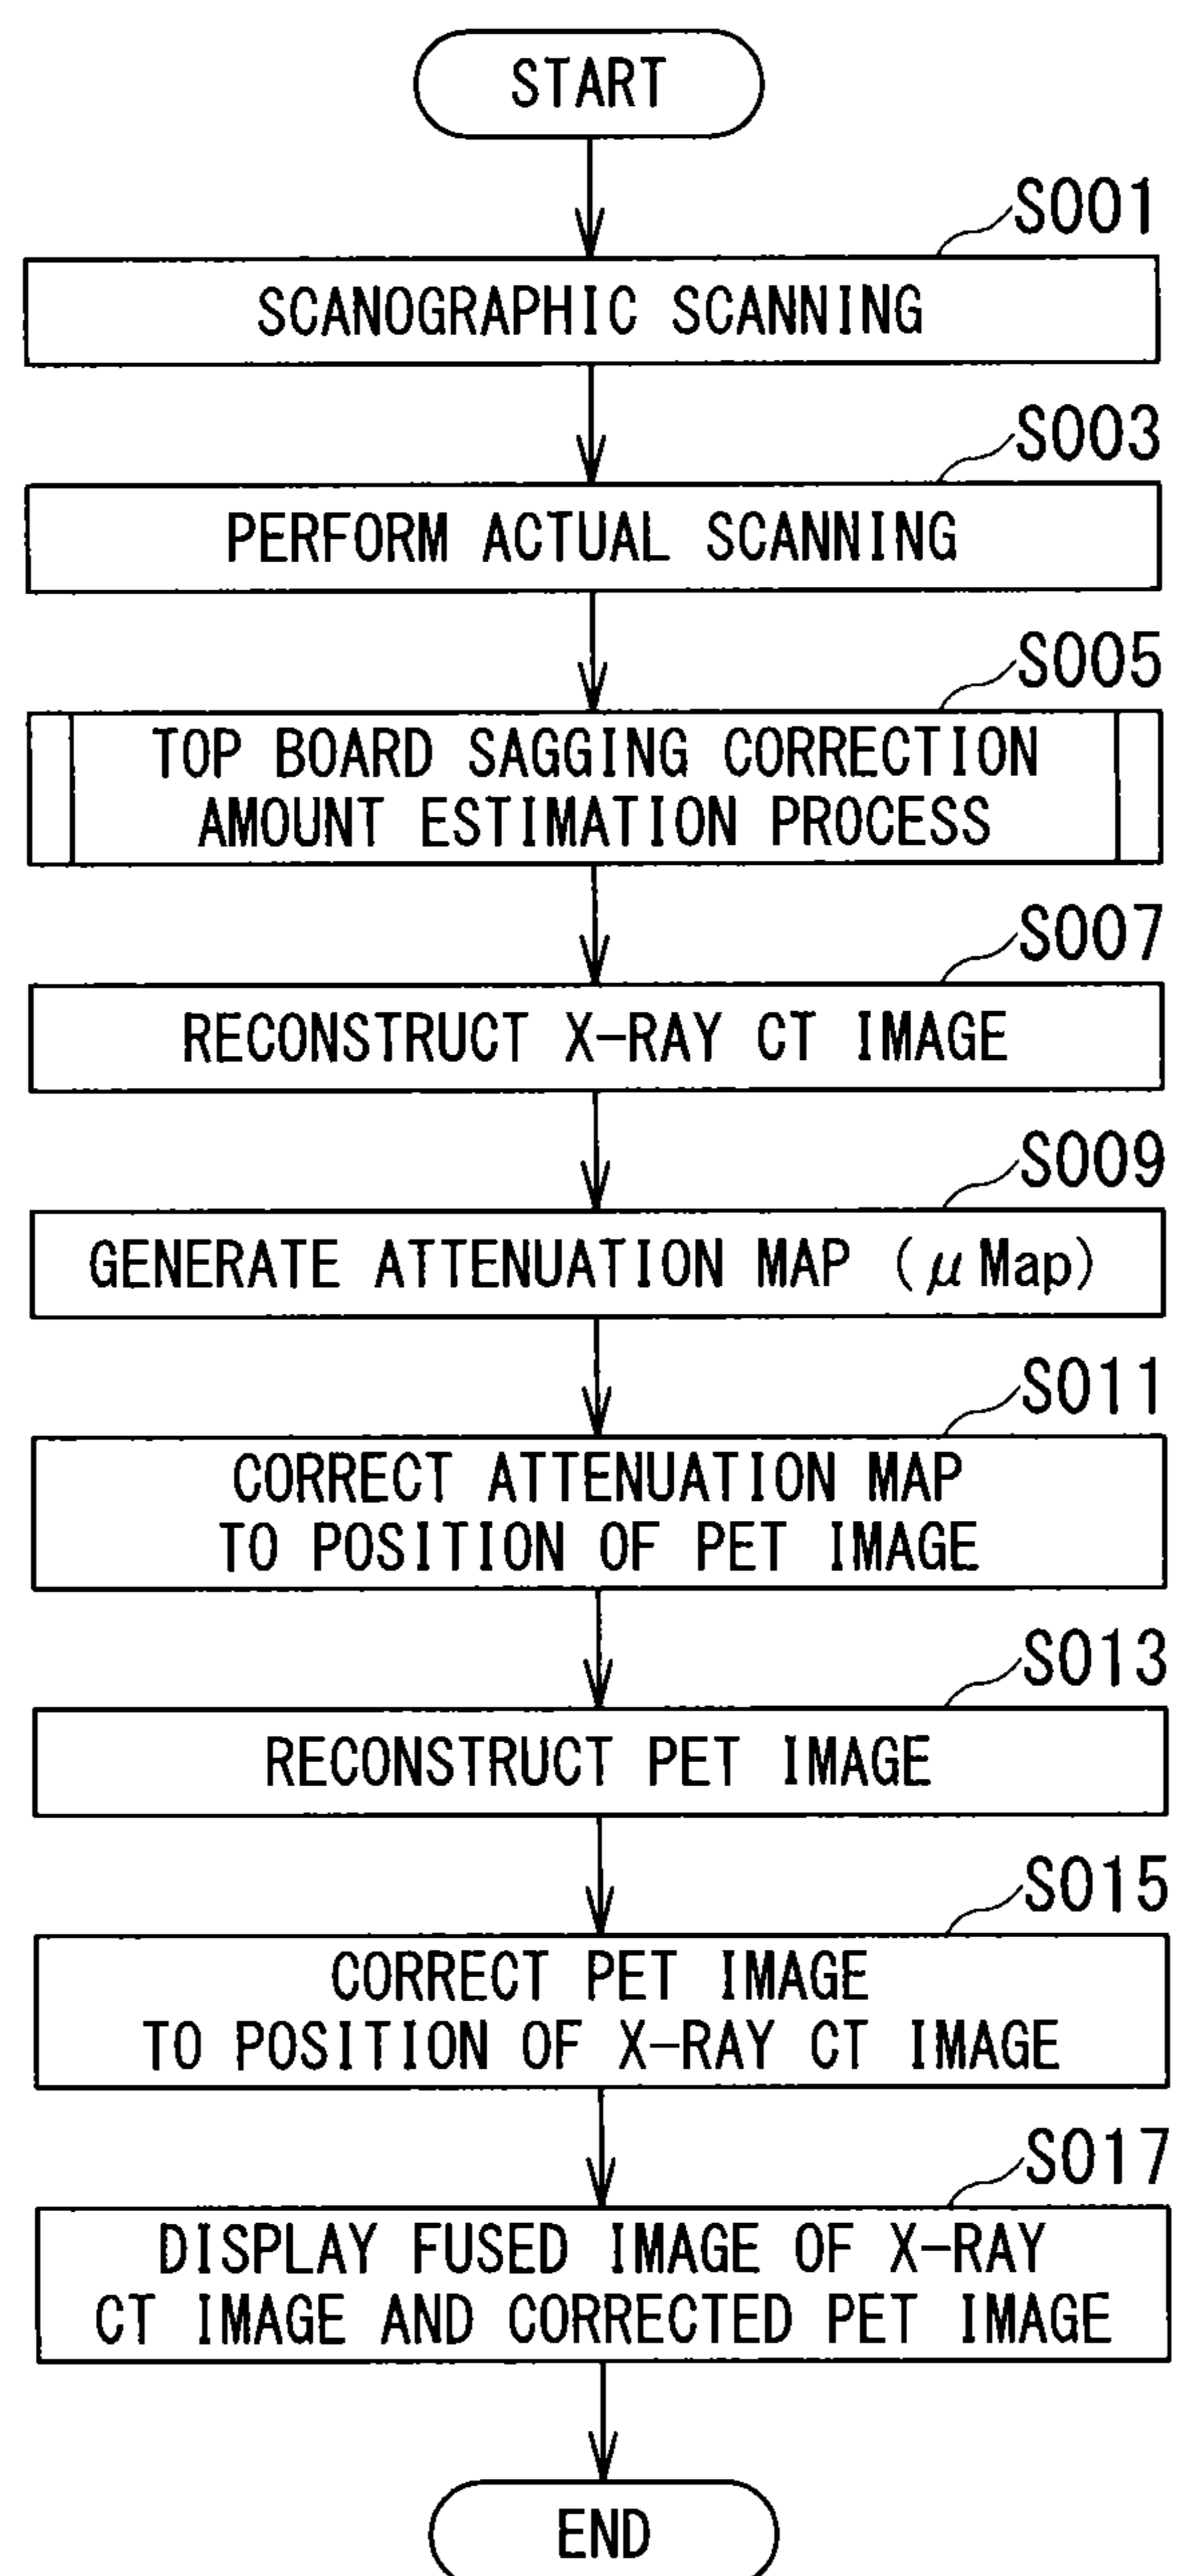 START
S001
SCANOGRAPHIC SCANNING
S003
PERFORM ACTUAL SCANNING
S005
TOP BOARD SAGGING CORRECTION
AMOUNT ESTIMATION PROCESS
S007
RECONSTRUCT X-RAY CT IMAGE
S009
GENERATE ATTENUATION MAP (μ Map)
S011
CORRECT ATTENUATION MAP
TO POSITION OF PET IMAGE
S013
RECONSTRUCT PET IMAGE
S015
CORRECT PET IMAGE
TO POSITION OF X-RAY CT IMAGE
S017
DISPLAY FUSED IMAGE OF X-RAY
CT IMAGE AND CORRECTED PET IMAGE
END